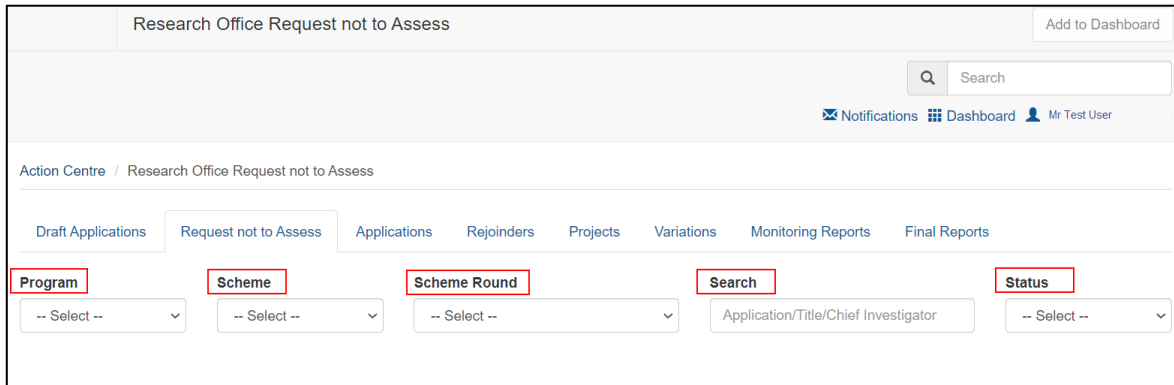 Research Office Request not to Assess
Add to Dashboard
Search
Notifications Dashboard Mr Test User
Action Centre / Research Office Request not to Assess
Draft Applications Request not to Assess Applications Rejoinders Projects Variations Monitoring Reports Final Reports
Program Scheme Scheme Round Search Status
-- Select -- -- Select -- -- Select -- Application/Title/Chief Investigator -- Select --